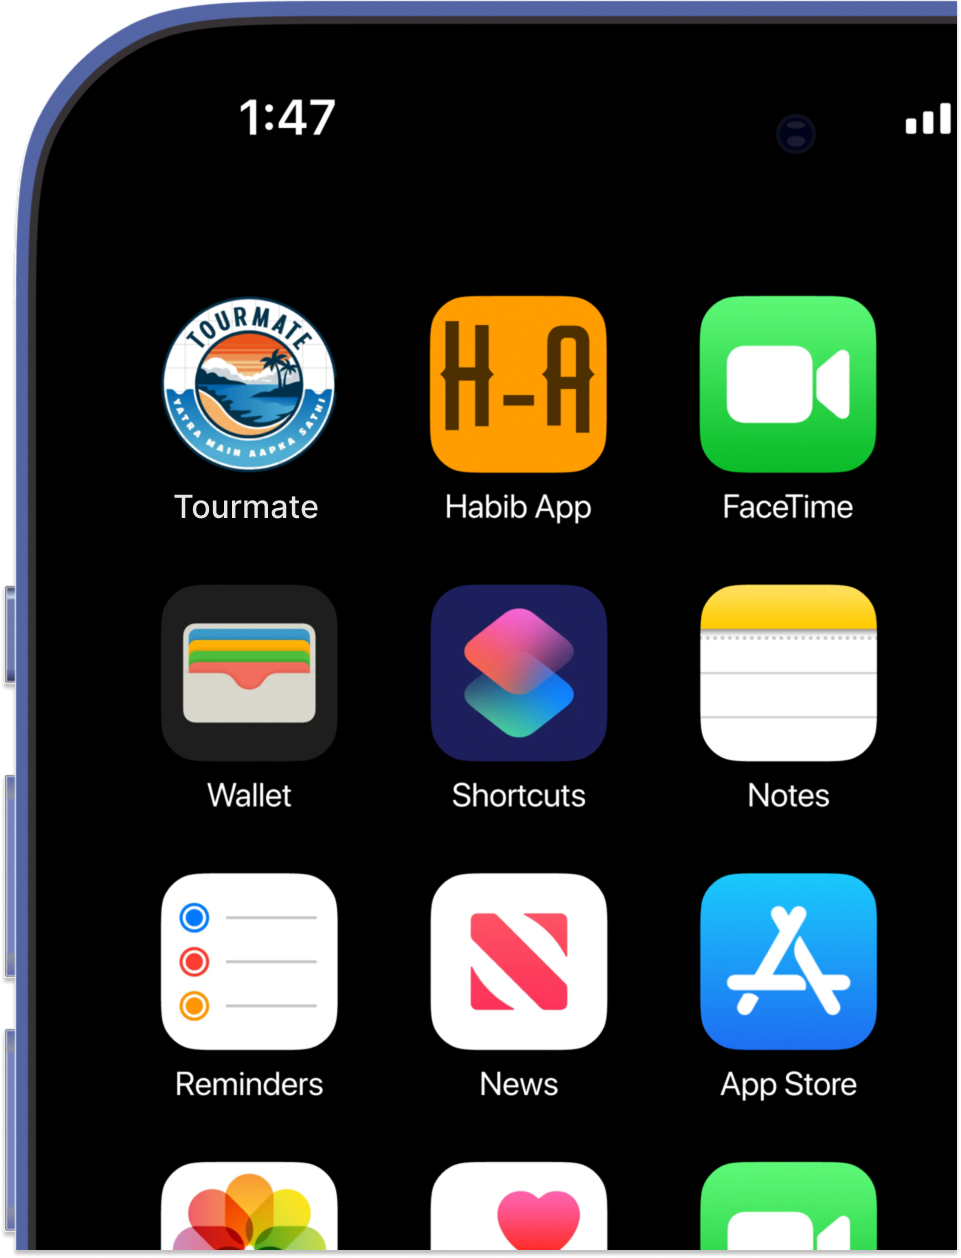 1:47
TOURMATE
YATRA MAIN AAPKA SATHI
H-A
Tourmate
Habib App
FaceTime
Wallet
Shortcuts
Notes
Reminders
News
App Store